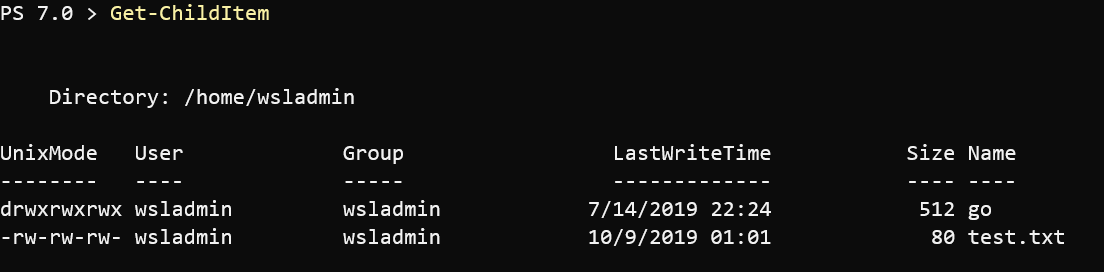 PS 7.0 > Get-ChildItem
Directory: /home/wsladmin
UnixMode   User              Group                 LastWriteTime           Size Name
--------   ----              -----                 -------------           ---- ----
drwxrwxrwx wsladmin          wsladmin            7/14/2019 22:24            512 go
-rw-rw-rw- wsladmin          wsladmin            10/9/2019 01:01             80 test.txt